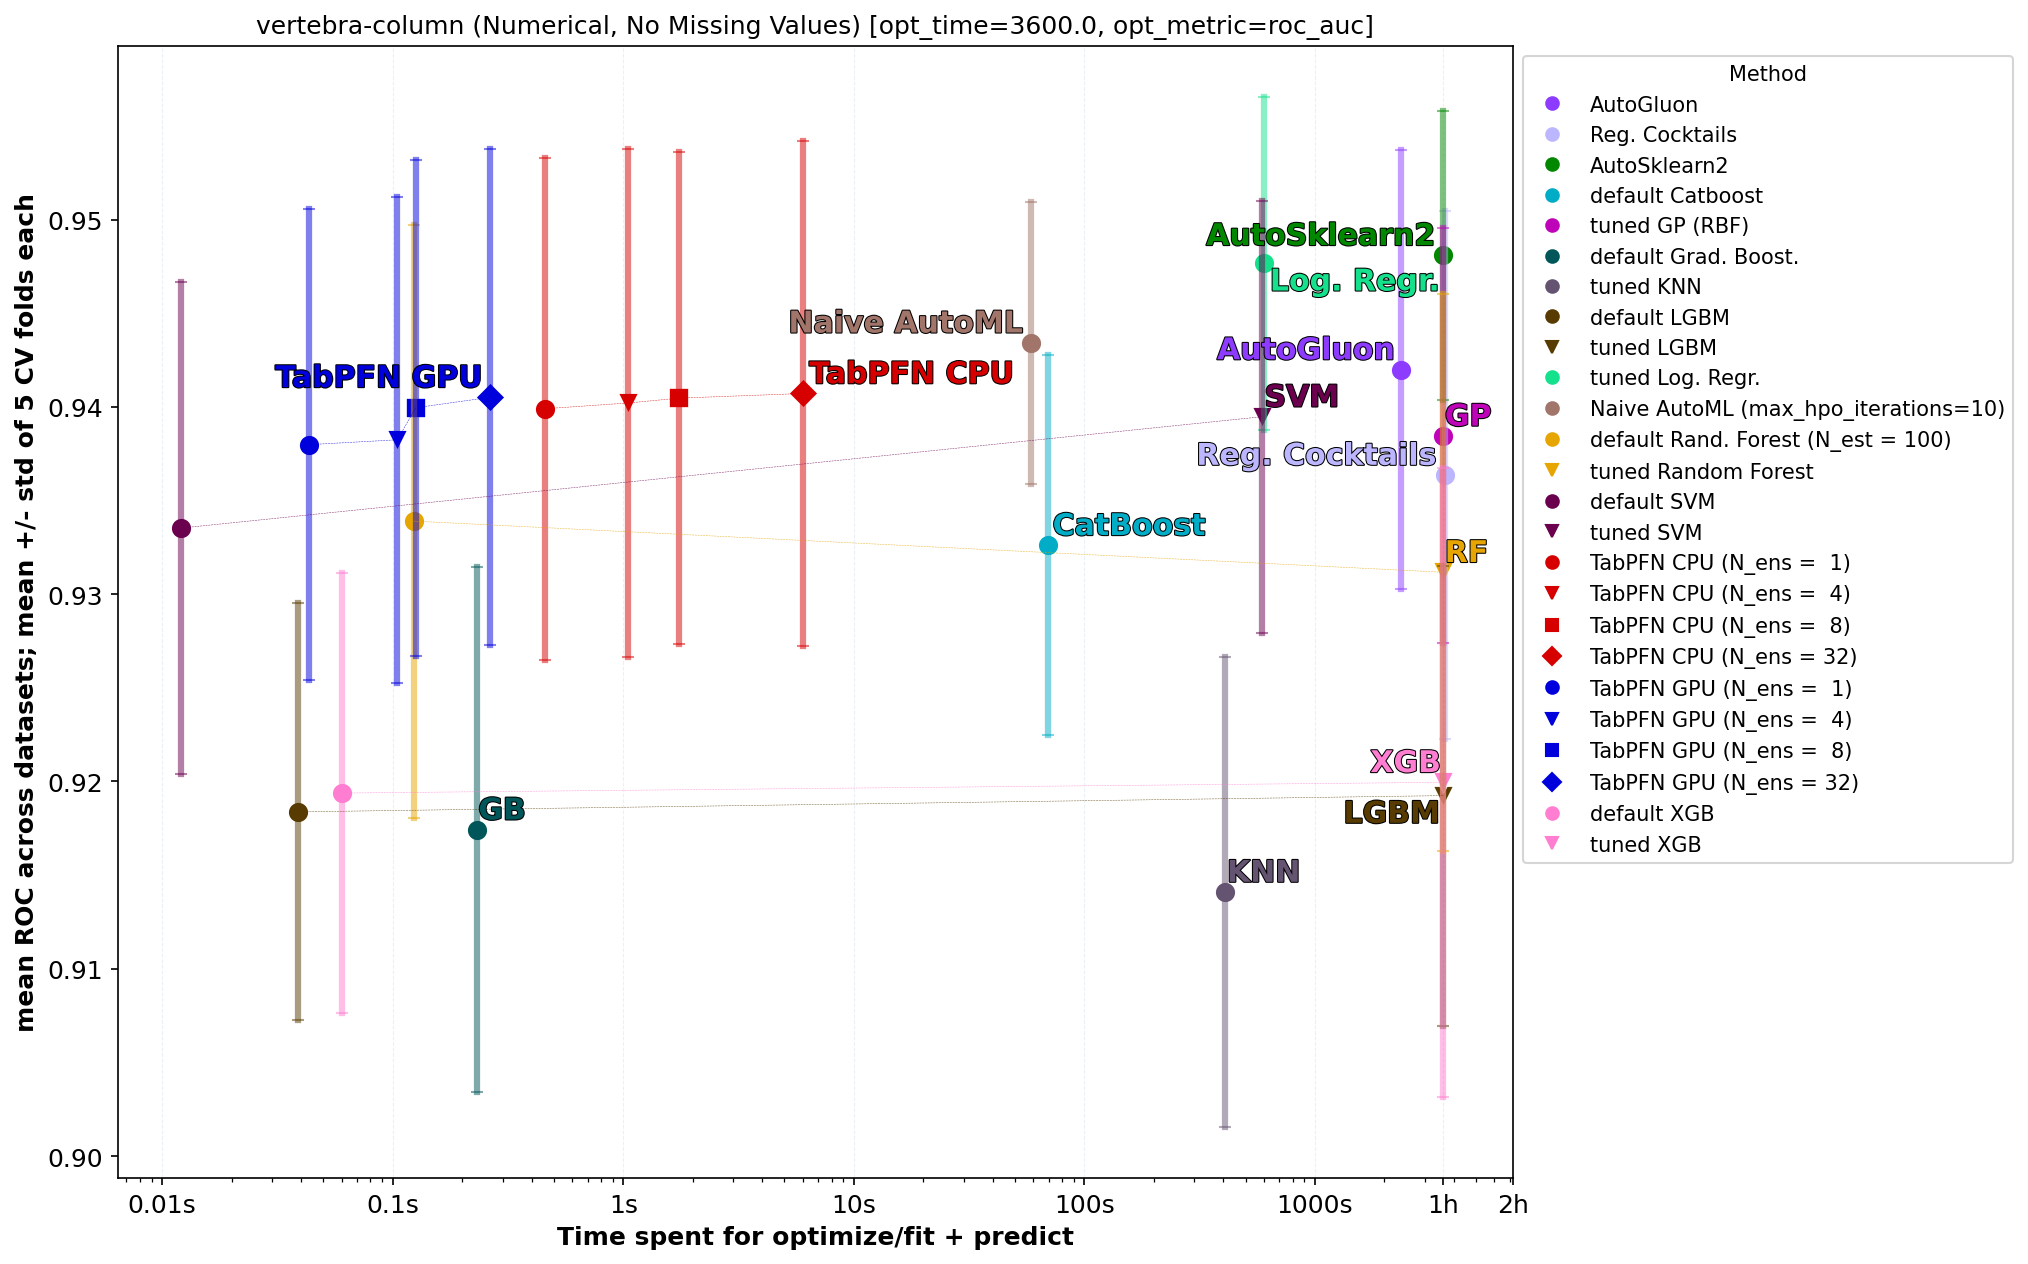 vertebra-column (Numerical, No Missing Values) [opt_time=3600.0, opt_metric=roc_auc]
mean ROC across datasets; mean +/- std of 5 CV folds each
0.95
0.94
0.93
0.92
0.91
0.90
AutoSklearn2
Log. Regr.
Naive AutoML
AutoGluon
TabPFN GPU
TabPFN CPU
SVM
GP
Reg. Cocktails
CatBoost
RF
XGB
GB
LGBM
KNN
0.01s 0.1s 1s 10s 100s 1000s 1h 2h
Time spent for optimize/fit + predict
Method
AutoGluon
Reg. Cocktails
AutoSklearn2
default Catboost
tuned GP (RBF)
default Grad. Boost.
tuned KNN
default LGBM
tuned LGBM
tuned Log. Regr.
Naive AutoML (max_hpo_iterations=10)
default Rand. Forest (N_est = 100)
tuned Random Forest
default SVM
tuned SVM
TabPFN CPU (N_ens =  1)
TabPFN CPU (N_ens =  4)
TabPFN CPU (N_ens =  8)
TabPFN CPU (N_ens = 32)
TabPFN GPU (N_ens =  1)
TabPFN GPU (N_ens =  4)
TabPFN GPU (N_ens =  8)
TabPFN GPU (N_ens = 32)
default XGB
tuned XGB